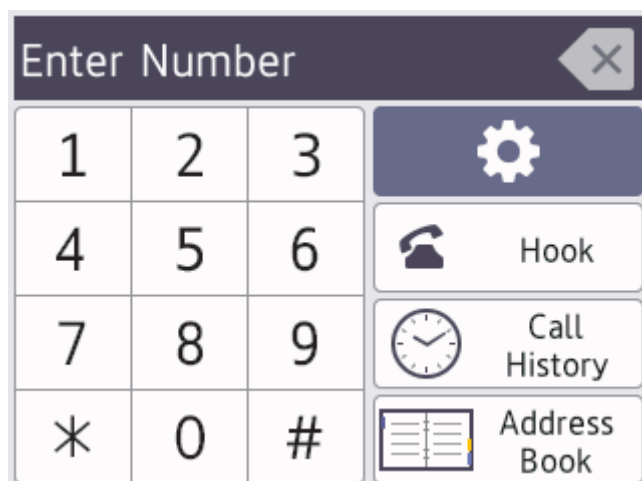 Enter Number
1 2 3
4 5 6
Hook
7 8 9
Call
History
* 0 #
Address
Book